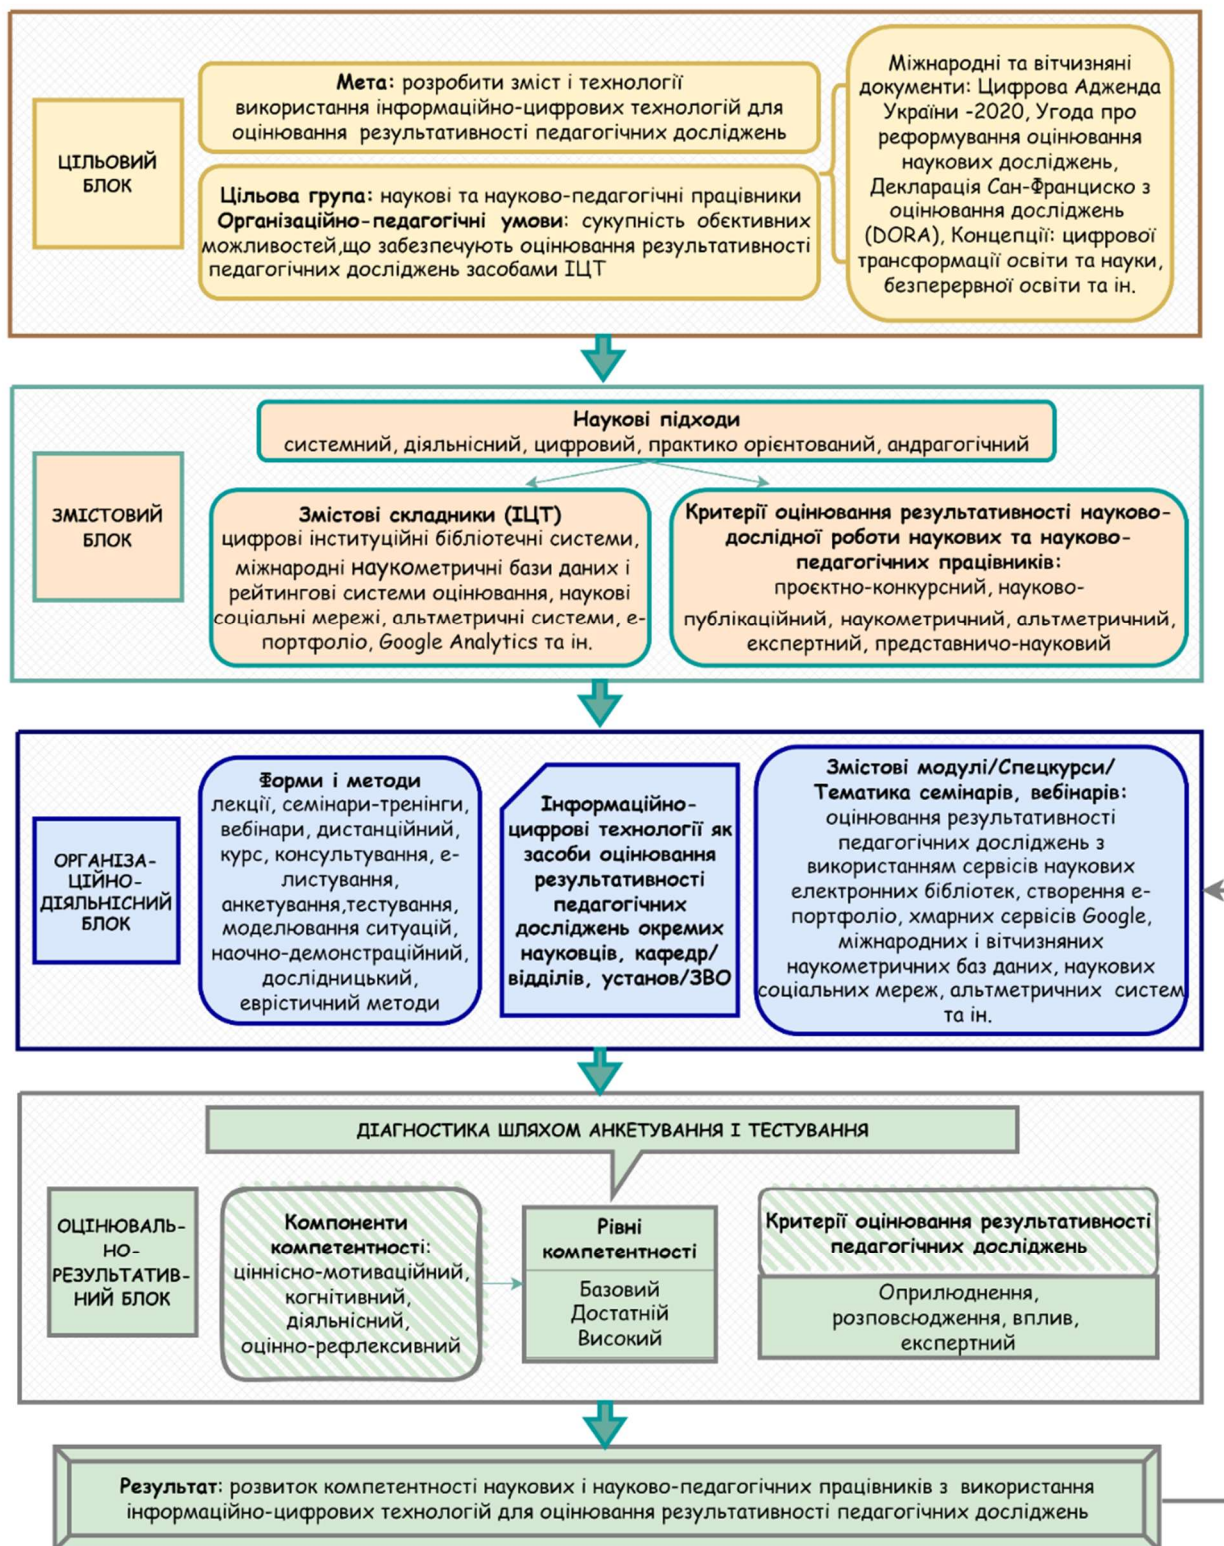 ЦІЛЬОВИЙ
БЛОК
Мета: розробити зміст і технології
використання інформаційно-цифрових технологій для
оцінювання результативності педагогічних досліджень
Цільова група: наукові та науково-педагогічні працівники
Організаційно-педагогічні умови: сукупність обєктивних
можливостей,що забезпечують оцінювання результативності
педагогічних досліджень засобами ІЦТ
Міжнародні та вітчизняні
документи: Цифрова Адженда
України -2020, Угода про
реформування оцінювання
наукових досліджень,
Декларація Сан-Франциско з
оцінювання досліджень
(DORA), Концепції: цифрової
трансформації освіти та науки,
безперервної освіти та ін.
ЗМІСТОВИЙ
БЛОК
Наукові підходи
системний, діяльнісний, цифровий, практико орієнтований, андрагогічний
Змістові складники (ІЦТ)
цифрові інституційні бібліотечні системи,
міжнародні наукометричні бази даних і
рейтингові системи оцінювання, наукові
соціальні мережі, альтметричні системи, е-
портфоліо, Google Analytics та ін.
Критерії оцінювання результативності науково-
дослідної роботи наукових та науково-
педагогічних працівників:
проєктно-конкурсний, науково-
публікаційний, наукометричний, альтметричний,
експертний, представничо-науковий
ОРГАНІЗА-
ЦІЙНО-
ДІЯЛЬНІСНИЙ
БЛОК
Форми і методи
лекції, семінари-тренінги,
вебінари, дистанційний,
курс, консультування, е-
листування,
анкетування,тестування,
моделювання ситуацій,
наочно-демонстраційний,
дослідницький,
еврістичний методи
Інформаційно-
цифрові технології як
засоби оцінювання
результативності
педагогічних
досліджень окремих
науковців, кафедр/
відділів, установ/ЗВО
Змістові модулі/Спецкурси/
Тематика семінарів, вебінарів:
оцінювання результативності
педагогічних досліджень з
використанням сервісів наукових
електронних бібліотек, створення е-
портфоліо, хмарних сервісів Google,
міжнародних і вітчизняних
наукометричних баз даних, наукових
соціальних мереж, альтметричних систем
та ін.
ДІАГНОСТИКА ШЛЯХОМ АНКЕТУВАННЯ І ТЕСТУВАННЯ
ОЦІНЮВАЛЬ-
НО-
РЕЗУЛЬТАТИВ-
НИЙ БЛОК
Компоненти
компетентності:
ціннісно-мотиваційний,
когнітивний,
діяльнісний,
оцінно-рефлексивний
Рівні
компетентності
Базовий
Достатній
Високий
Критерії оцінювання результативності
педагогічних досліджень
Оприлюднення,
розповсюдження, вплив,
експертний
Результат: розвиток компетентності наукових і науково-педагогічних працівників з використання
інформаційно-цифрових технологій для оцінювання результативності педагогічних досліджень